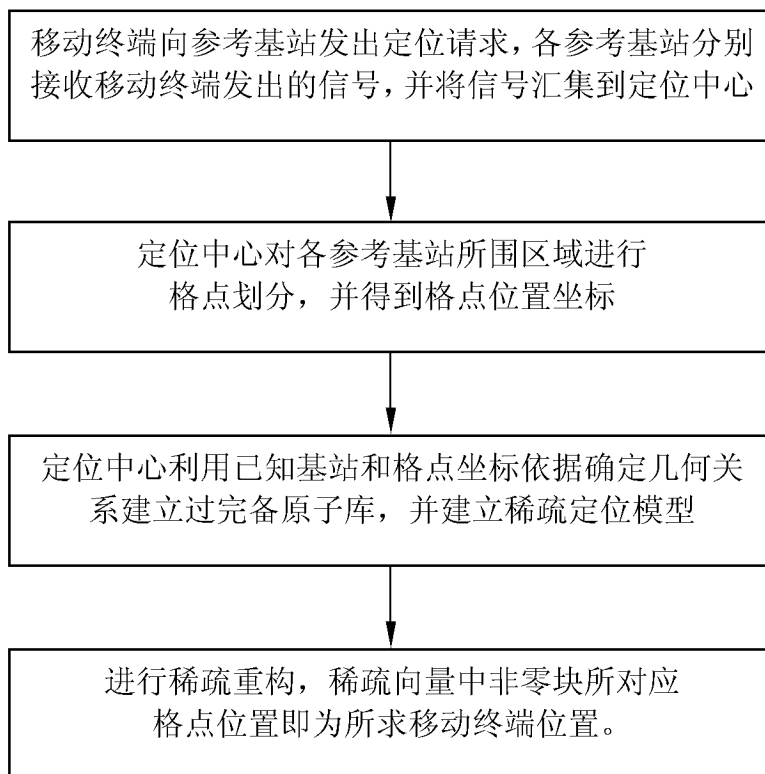 移动终端向参考基站发出定位请求,各参考基站分别
接收移动终端发出的信号,并将信号汇集到定位中心
定位中心对各参考基站所围区域进行
格点划分，并得到格点位置坐标
定位中心利用已知基站和格点坐标依据确定几何关
系建立过完备原子库，并建立稀疏定位模型
进行稀疏重构，稀疏向量中非零块所对应
格点位置即为所求移动终端位置。